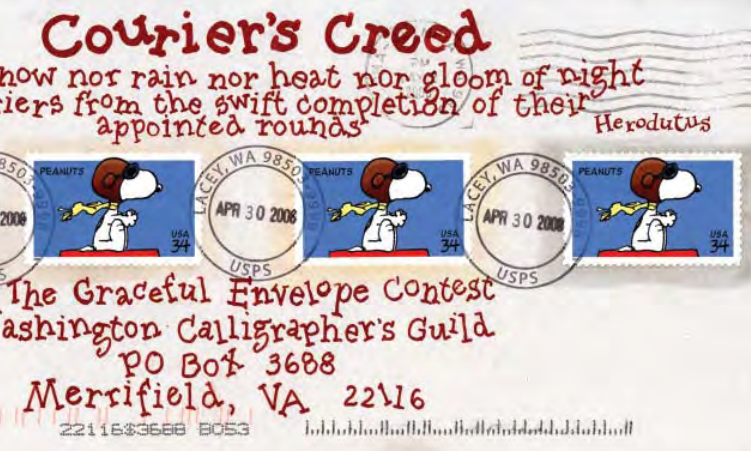 Courier's Creed
now nor rain nor heat nor gloom of night
riers from the swift completion of their
appointed rounds
Herodutus
LACEY, WA 98503
APR 30 2008
USPS
PEANUTS
USA
34
LACEY, WA 98503
APR 30 2008
USPS
PEANUTS
USA
34
PEANUTS
USA
34
The Graceful Envelope Contest
ashington Calligrapher's Guild
PO Box 3688
Merrifield, VA 22116
22116$3688 B053